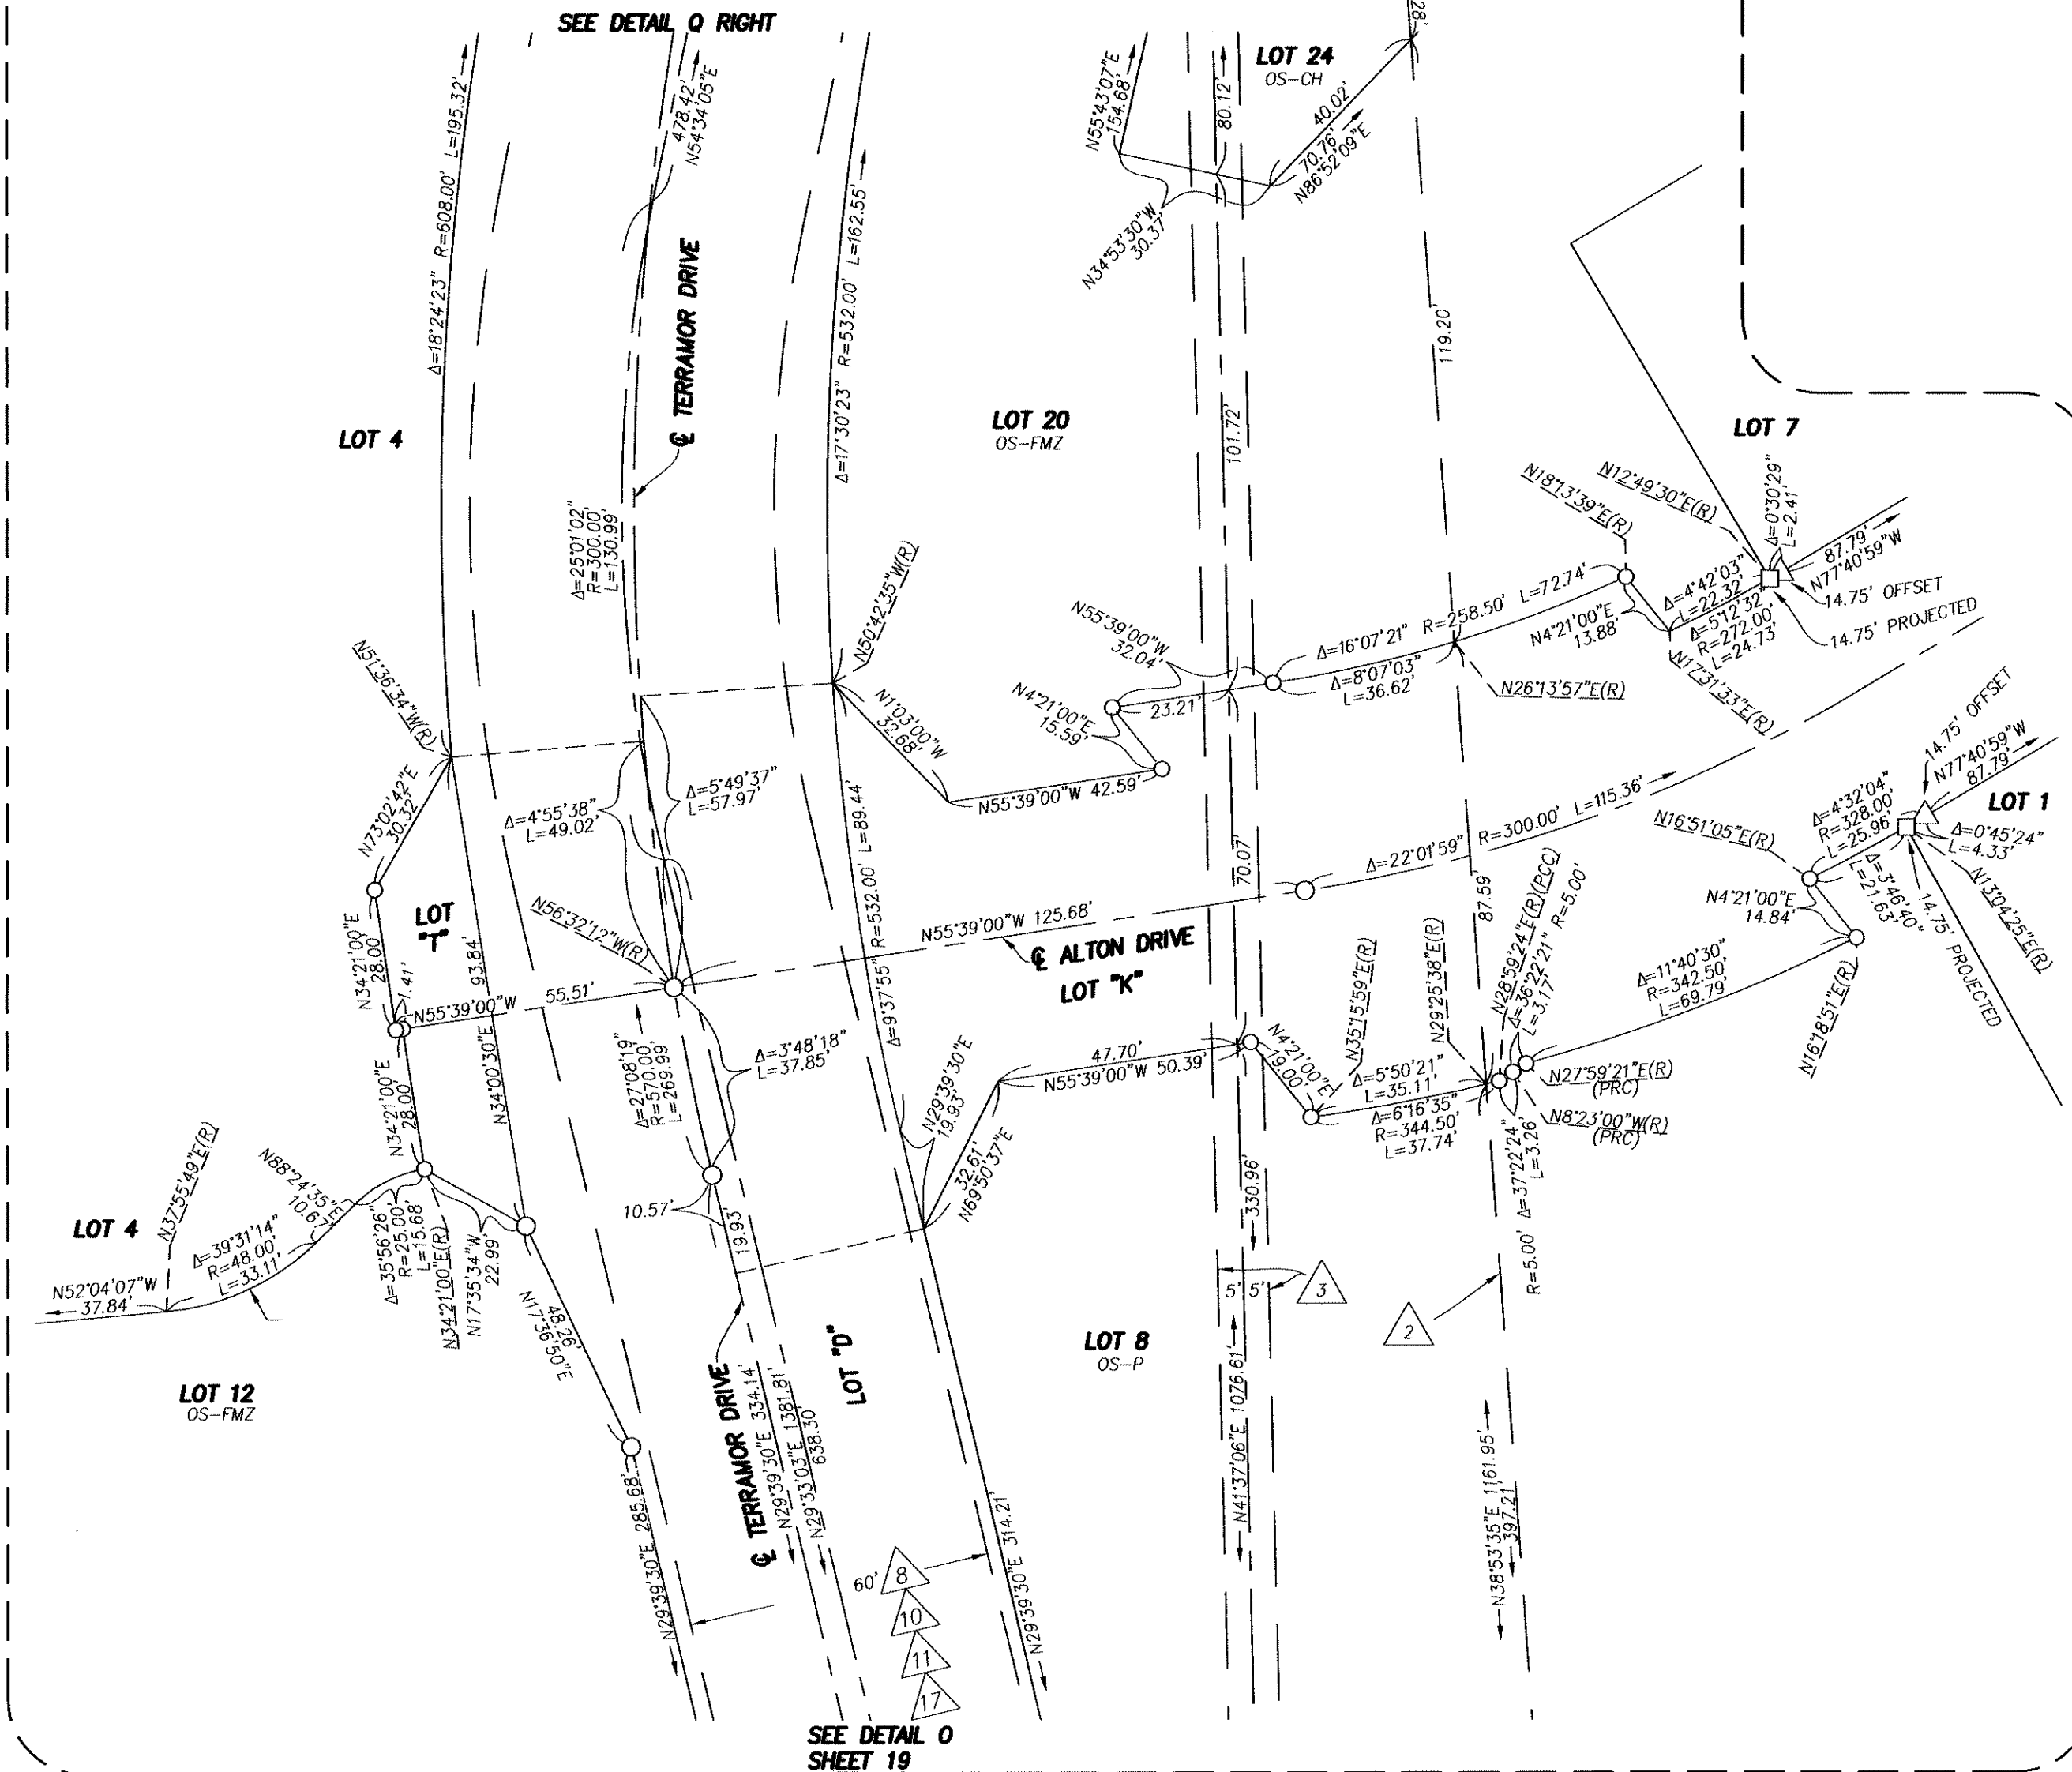 SEE DETAIL Q RIGHT
Δ=18°24'23" R=608.00' L=195.32'
478.42'
N54°34'05"E
℄ TERRAMOR DRIVE
Δ=17°30'23" R=532.00' L=162.55'
N55°43'07"E
154.68'
80.12'
LOT 24
OS-CH
28'
40.02'
70.76'
N86°52'09"E
N34°53'30"W
30.37'
119.20'
LOT 4
LOT 20
OS-FMZ
101.72'
LOT 7
N18°13'39"E(R)
N12°49'30"E(R)
Δ=0°30'29"
L=2.41'
87.79'
N77°40'59"W
14.75' OFFSET
14.75' PROJECTED
Δ=4°42'03"
L=22.32'
Δ=5°12'32"
R=272.00'
L=24.73'
N4°21'00"E
13.88'
N17°31'33"E(R)
Δ=25°01'02"
R=300.00'
L=130.99'
N50°42'35"W(R)
N55°39'00"W
32.04'
Δ=16°07'21" R=258.50' L=72.74'
Δ=8°07'03"
L=36.62'
N26°13'57"E(R)
23.21'
N4°21'00"E
15.59'
N1°03'00"W
32.68'
N55°39'00"W 42.59'
N51°36'34"W(R)
N73°02'42"E
30.32'
Δ=4°55'38"
L=49.02'
Δ=5°49'37"
L=57.97'
Δ=9°37'55" R=532.00' L=89.44'
70.07'
Δ=22°01'59" R=300.00' L=115.36'
87.59'
14.75' OFFSET
N77°40'59"W
87.79'
LOT 1
Δ=4°32'04"
R=328.00'
L=25.96'
Δ=0°45'24"
L=4.33'
N16°51'05"E(R)
Δ=3°46'40"
L=21.63'
14.75' PROJECTED
N13°04'25"E(R)
N4°21'00"E
14.84'
LOT
"T"
93.84'
N56°32'12"W(R)
N55°39'00"W 125.68'
℄ ALTON DRIVE
LOT "K"
N34°21'00"E
28.00'
1.41'
N55°39'00"W 55.51'
N34°00'30"E
Δ=27°08'19"
R=570.00'
L=269.99
Δ=3°48'18"
L=37.85'
N29°39'30"E
19.93'
47.70'
N55°39'00"W 50.39'
N4°21'00"E
19.00'
N35°15'59"E(R)
N29°25'38"E(R)
N28°59'24"E(R)(PCC)
Δ=36°22'21" R=5.00'
L=3.17'
Δ=11°40'30"
R=342.50'
L=69.79'
N16°18'51"E(R)
Δ=5°50'21"
L=35.11'
Δ=6°16'35"
R=344.50'
L=37.74'
N27°59'21"E(R)
(PRC)
N8°23'00"W(R)
(PRC)
R=5.00' Δ=37°22'24"
L=3.26'
N34°21'00"E
28.00'
32.61'
N69°50'37"E
330.96'
10.57'
19.93'
LOT 4
N37°55'49"E(R)
N88°24'35"E
10.67'
Δ=39°31'14"
R=48.00'
L=33.11'
N52°04'07"W
37.84'
Δ=35°56'26"
R=25.00'
L=15.68'
N34°21'00"E(R)
N17°35'34"W
22.99'
48.26'
N17°36'50"E
5' 5'
3
2
LOT 8
OS-P
LOT 12
OS-FMZ
LOT "D"
℄ TERRAMOR DRIVE
N29°39'30"E 334.14'
N29°33'03"E 1381.81'
638.30'
N41°37'06"E 1076.61'
N38°53'35"E 1161.95'
397.21'
N29°39'30"E 285.68'
N29°39'30"E 314.21'
60'
8
10
11
17
SEE DETAIL O
SHEET 19